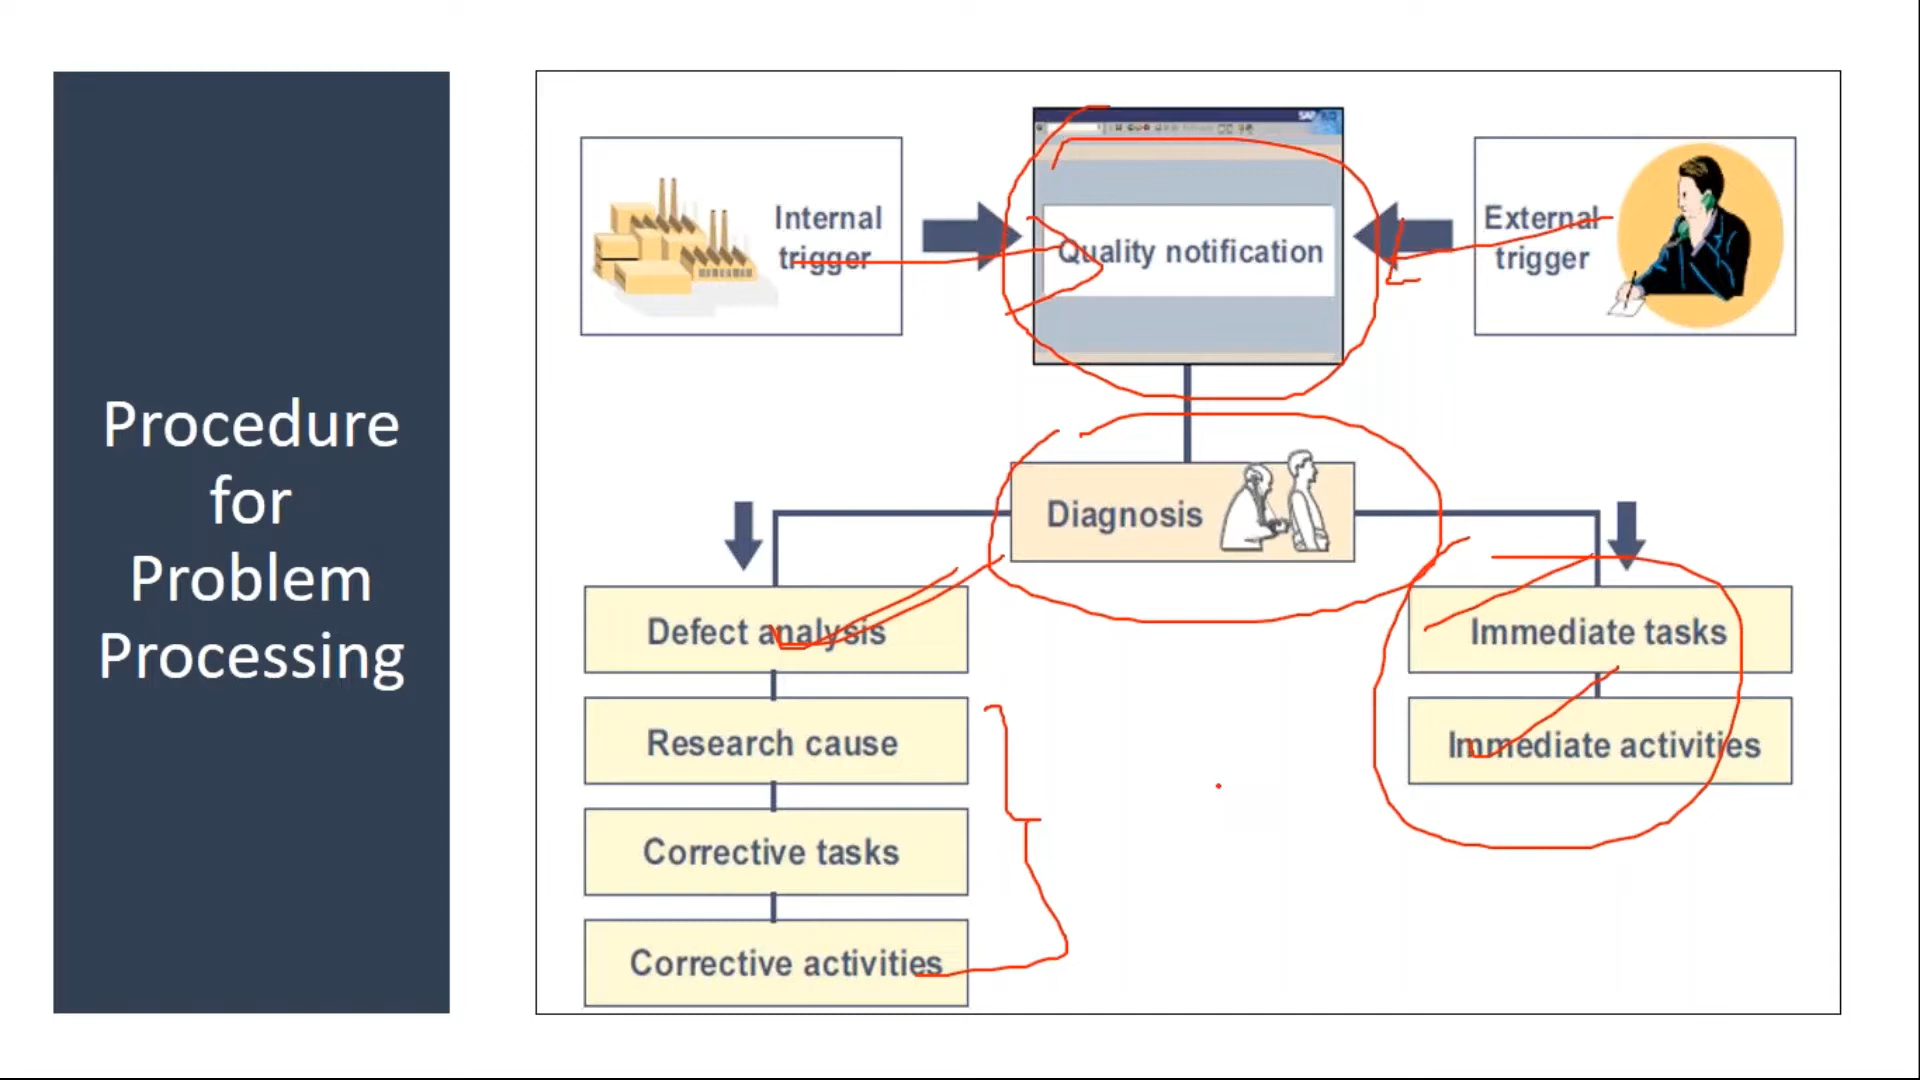 Procedure
for
Problem
Processing
Internal
trigger
SAP
Quality notification
External
trigger
Diagnosis
Defect analysis
Research cause
Corrective tasks
Corrective activities
Immediate tasks
Immediate activities